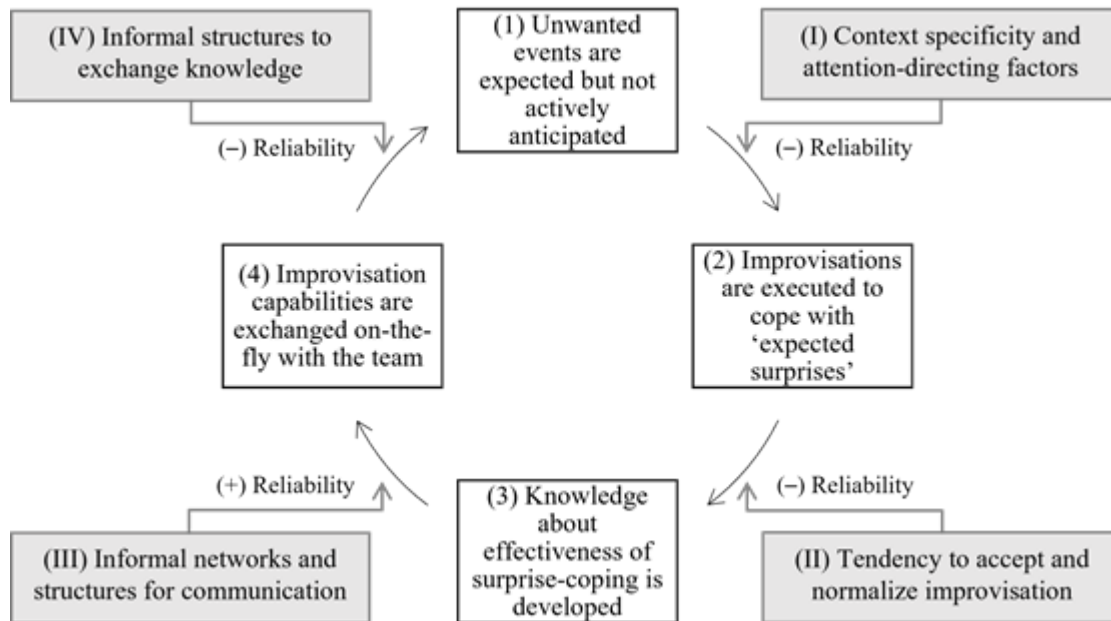 (IV) Informal structures to
exchange knowledge
(1) Unwanted
events are
expected but not
actively
anticipated
(I) Context specificity and
attention-directing factors
(−) Reliability
(−) Reliability
(4) Improvisation
capabilities are
exchanged on-the-
fly with the team
(2) Improvisations
are executed to
cope with
‘expected
surprises’
(+) Reliability
(−) Reliability
(III) Informal networks and
structures for communication
(3) Knowledge
about
effectiveness of
surprise-coping is
developed
(II) Tendency to accept and
normalize improvisation